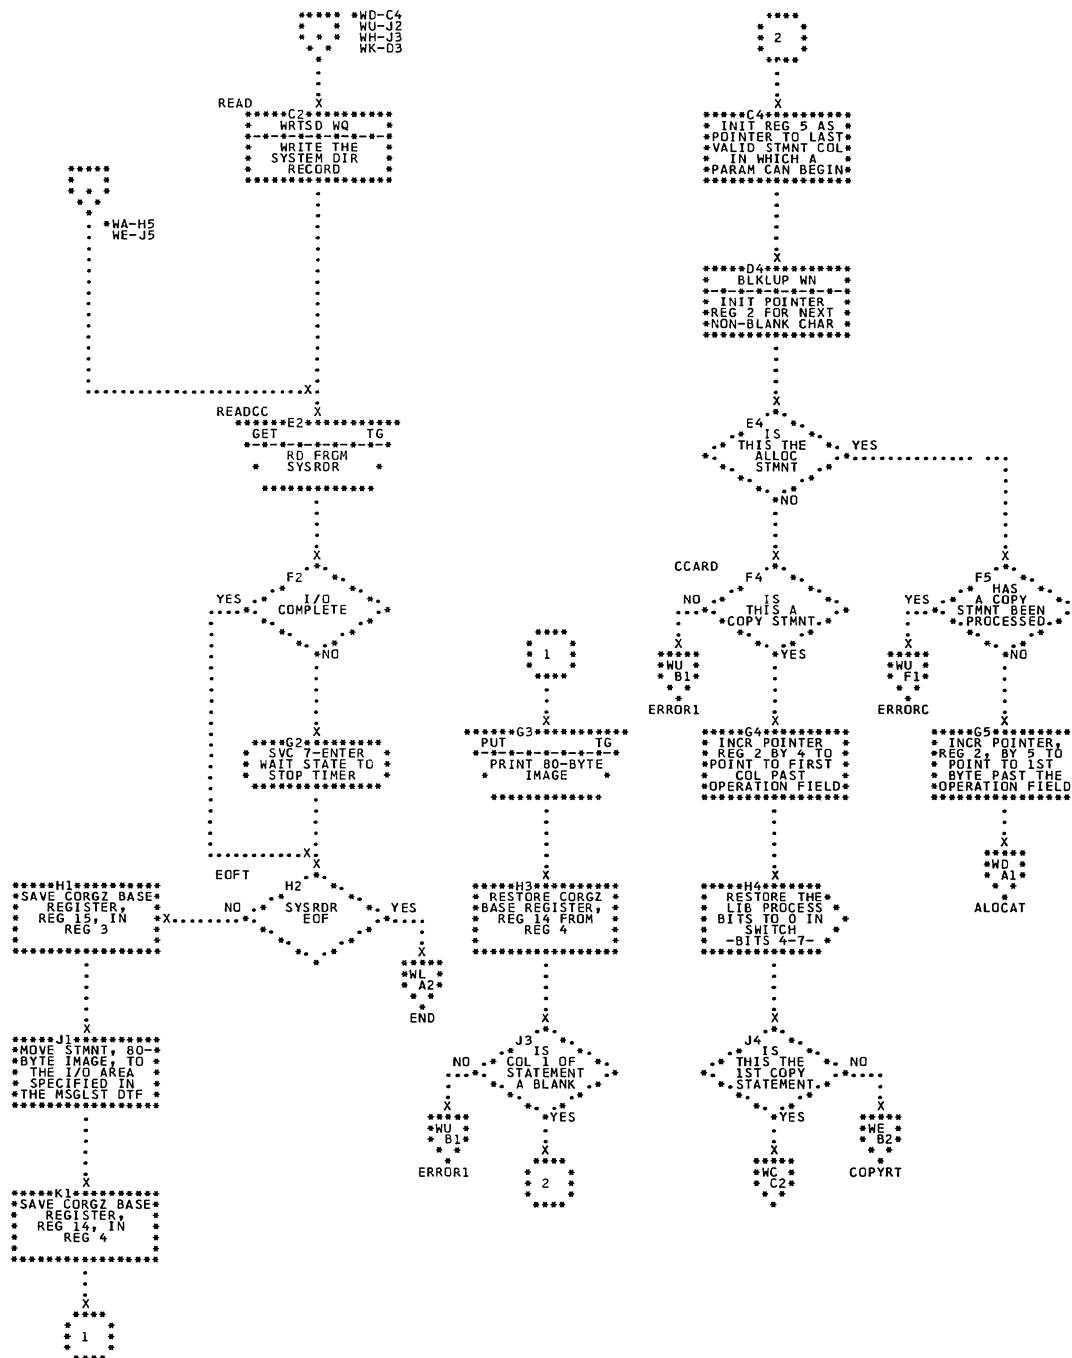 *WD-C4
WU-J2
WH-J3
WK-D3
READ
C2
WRTSD WQ
WRITE THE
SYSTEM DIR
RECORD
*WA-H5
WE-J5
READCC
E2
GET TG
RD FROM
SYSRDR
F2
I/O
COMPLETE
YES
NO
G2
SVC 7-ENTER
WAIT STATE TO
STOP TIMER
EOFT
H2
SYSRDR
EOF
NO
YES
WL
A2
END
H1
SAVE CORGZ BASE
REGISTER,
REG 15, IN
REG 3
J1
MOVE STMNT, 80-
BYTE IMAGE, TO
THE I/O AREA
SPECIFIED IN
THE MSGLST DTF
K1
SAVE CORGZ BASE
REGISTER,
REG 14, IN
REG 4
1
1
G3
PUT TG
PRINT 80-BYTE
IMAGE
H3
RESTORE CORGZ
BASE REGISTER,
REG 14 FROM
REG 4
J3
IS
COL 1 OF
STATEMENT
A BLANK
NO
YES
WU
B1
ERROR1
2
2
C4
INIT REG 5 AS
POINTER TO LAST
VALID STMNT COL
IN WHICH A
PARAM CAN BEGIN
D4
BLKLUP WN
INIT POINTER
REG 2 FOR NEXT
NON-BLANK CHAR
E4
IS
THIS THE
ALLOC
STMNT
YES
NO
CCARD
F4
IS
THIS A
COPY STMNT
NO
YES
WU
B1
ERROR1
G4
INCR POINTER
REG 2 BY 4 TO
POINT TO FIRST
COL PAST
OPERATION FIELD
H4
RESTORE THE
LIB PROCESS
BITS TO 0 IN
SWITCH
-BITS 4-7-
J4
IS
THIS THE
1ST COPY
STATEMENT
NO
YES
WE
B2
COPYRT
WC
C2
F5
HAS
A COPY
STMNT BEEN
PROCESSED
YES
NO
WU
F1
ERRORC
G5
INCR POINTER,
REG 2, BY 5 TO
POINT TO 1ST
BYTE PAST THE
OPERATION FIELD
WD
A1
ALOCAT